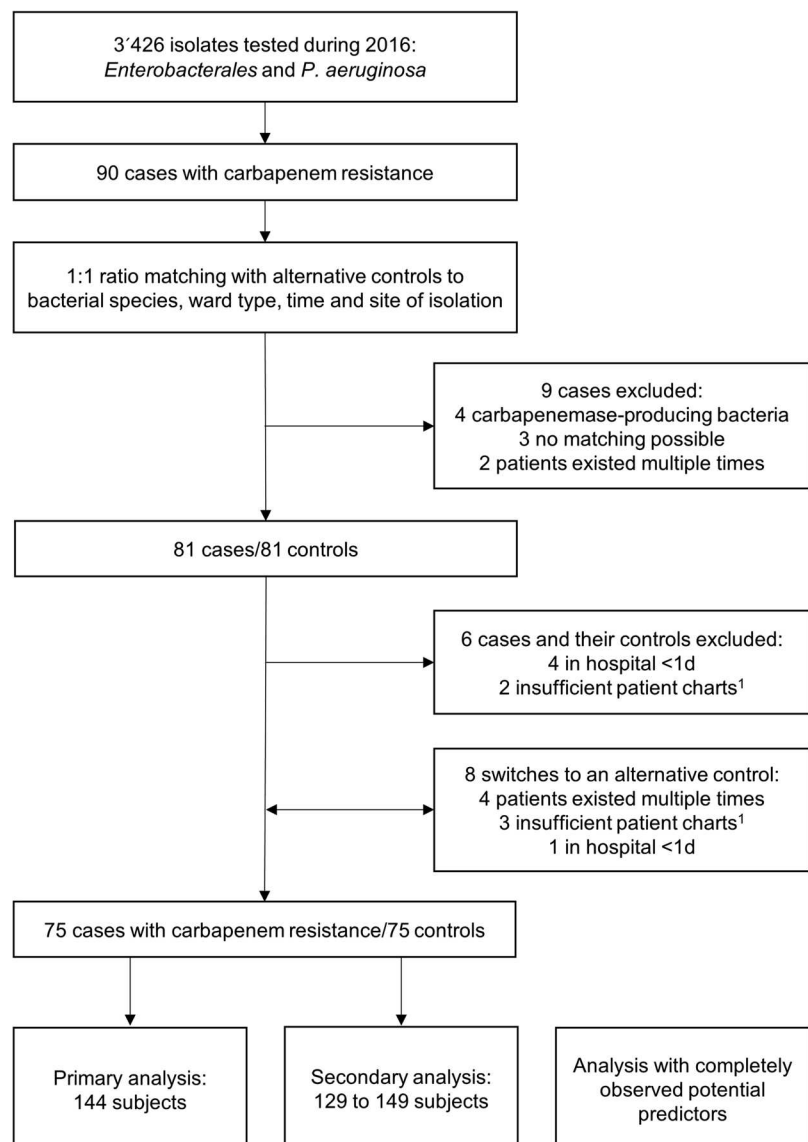 3´426 isolates tested during 2016:
Enterobacterales and P. aeruginosa
90 cases with carbapenem resistance
1:1 ratio matching with alternative controls to
bacterial species, ward type, time and site of isolation
9 cases excluded:
4 carbapenemase-producing bacteria
3 no matching possible
2 patients existed multiple times
81 cases/81 controls
6 cases and their controls excluded:
4 in hospital <1d
2 insufficient patient charts¹
8 switches to an alternative control:
4 patients existed multiple times
3 insufficient patient charts¹
1 in hospital <1d
75 cases with carbapenem resistance/75 controls
Primary analysis:
144 subjects
Secondary analysis:
129 to 149 subjects
Analysis with completely
observed potential
predictors